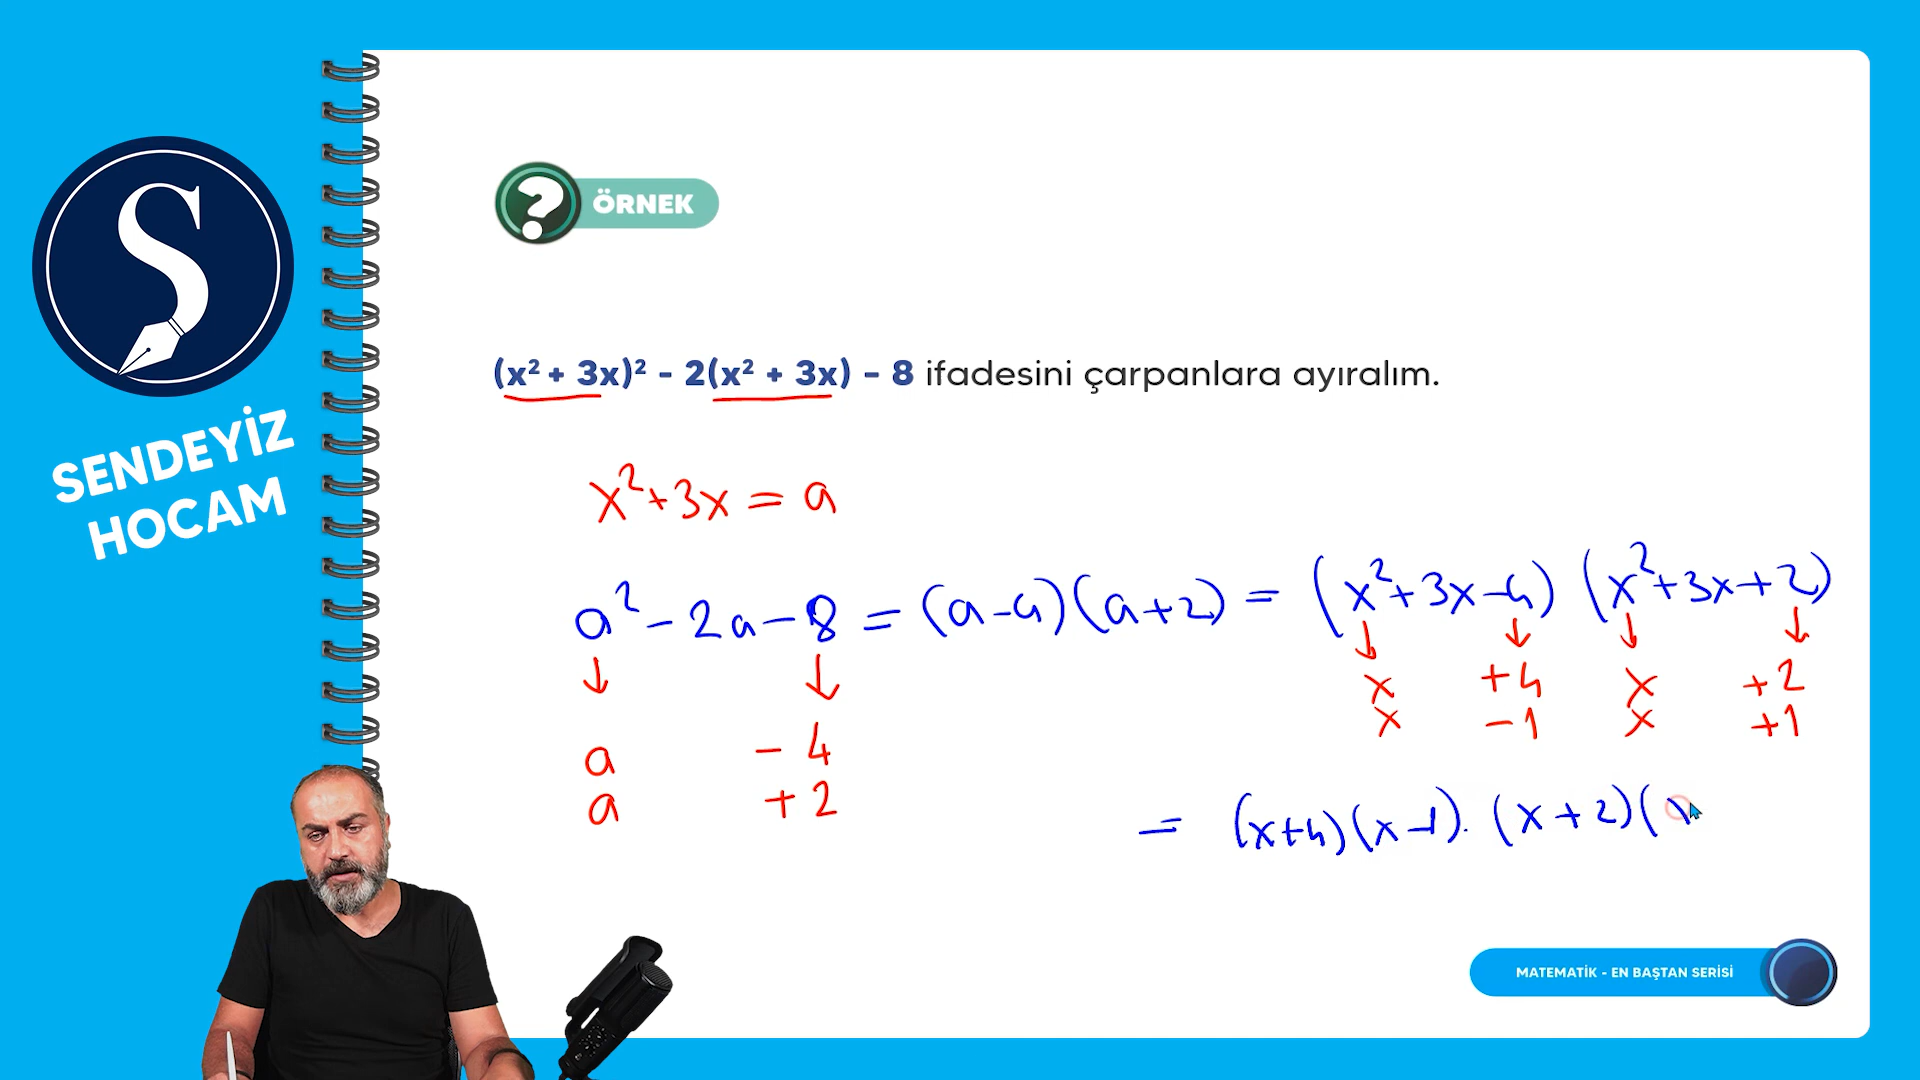 SENDEYİZ
HOCAM
? ÖRNEK
(x² + 3x)² - 2(x² + 3x) - 8 ifadesini çarpanlara ayıralım.
x²+3x = a
a² - 2a - 8 = (a-4)(a+2) = (x²+3x-4) (x²+3x+2)
↓ ↓ ↓ ↓ ↓ ↓
x +4 x +2
x -1 x +1
a - 4
a + 2
= (x+4)(x-1).(x+2)(x
MATEMATİK - EN BAŞTAN SERİSİ